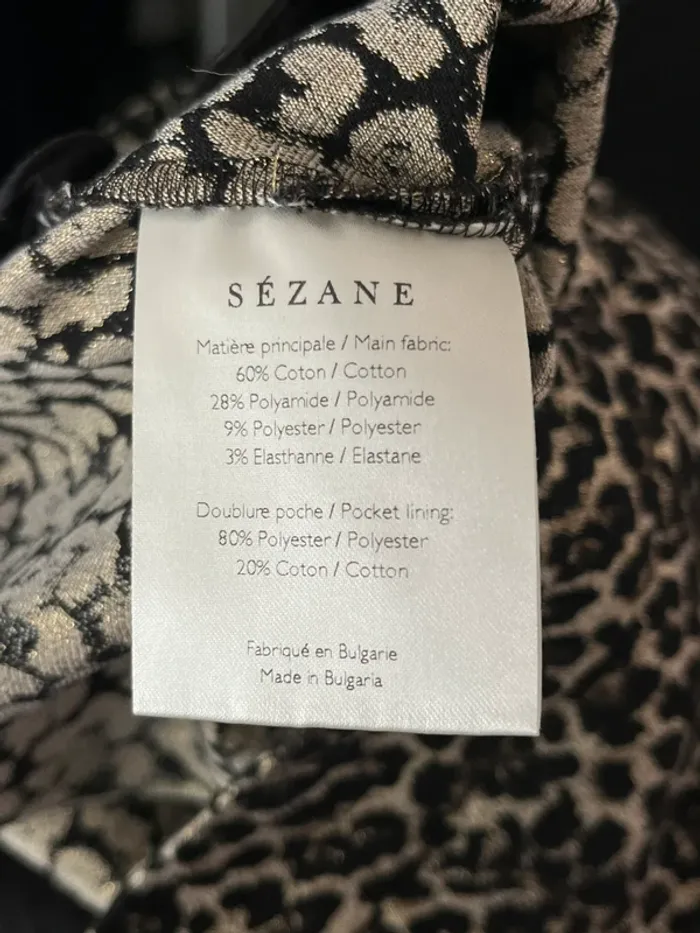 SÉZANE
Matière principale / Main fabric:
60% Coton / Cotton
28% Polyamide / Polyamide
9% Polyester / Polyester
3% Elasthanne / Elastane
Doublure poche / Pocket lining:
80% Polyester / Polyester
20% Coton / Cotton
Fabriqué en Bulgarie
Made in Bulgaria